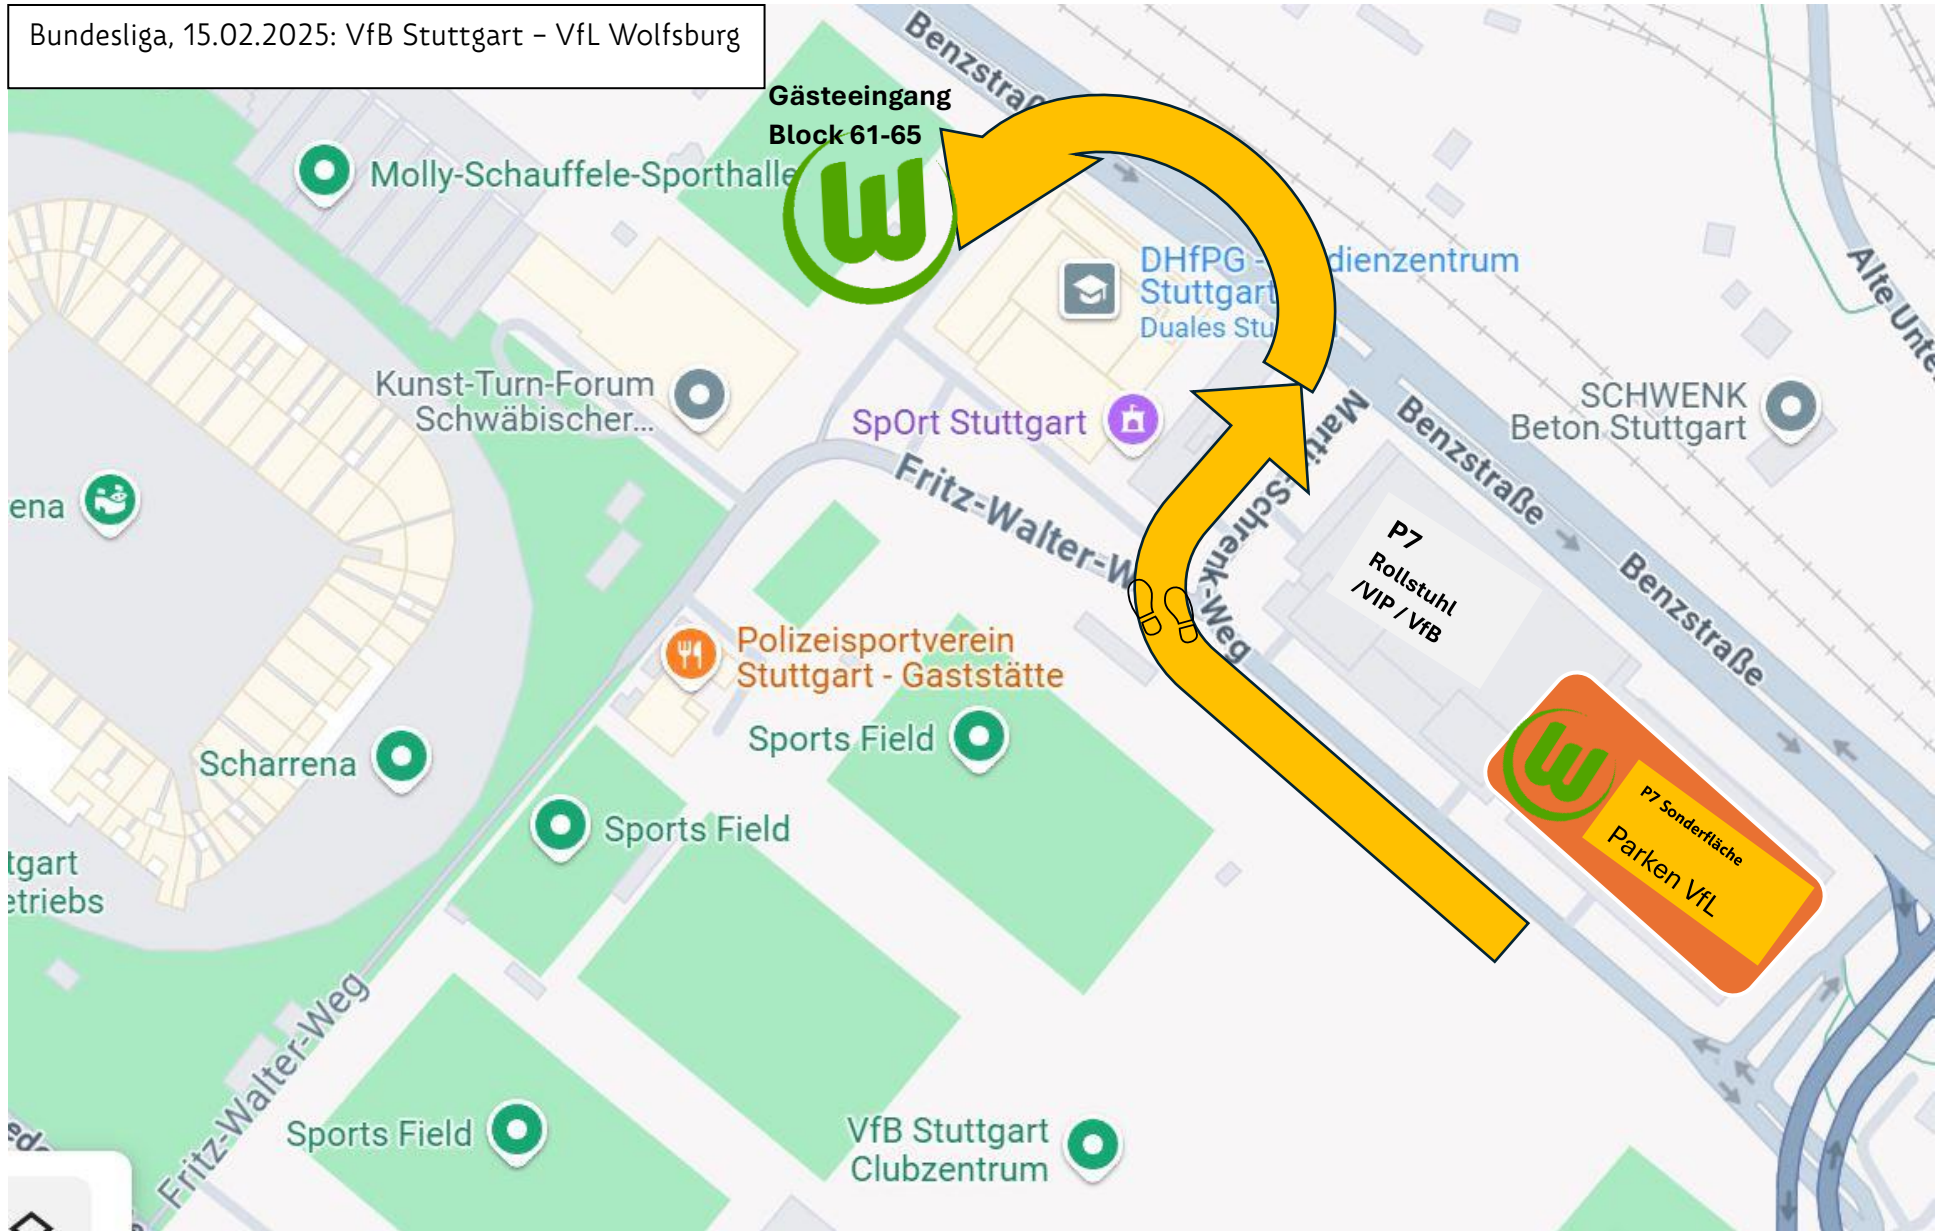 Bundesliga, 15.02.2025: VfB Stuttgart – VfL Wolfsburg
Benzstraß
Gästeeingang
Block 61-65
Molly-Schauffele-Sporthalle
DHfPG -
dienzentrum
Stuttgart
Duales Stu
Alte Unte
Kunst-Turn-Forum
Schwäbischer...
SpOrt Stuttgart
SCHWENK
Beton Stuttgart
Benzstraße
ena
Fritz-Walter-W
Schrenk-Weg
P7
Rollstuhl
/VIP / VfB
Benzstraße
Polizeisportverein
Stuttgart - Gaststätte
Sports Field
Scharrena
Sports Field
P7 Sonderfläche
Parken VfL
tgart
etriebs
Fritz-Walter-Weg
Sports Field
VfB Stuttgart
Clubzentrum